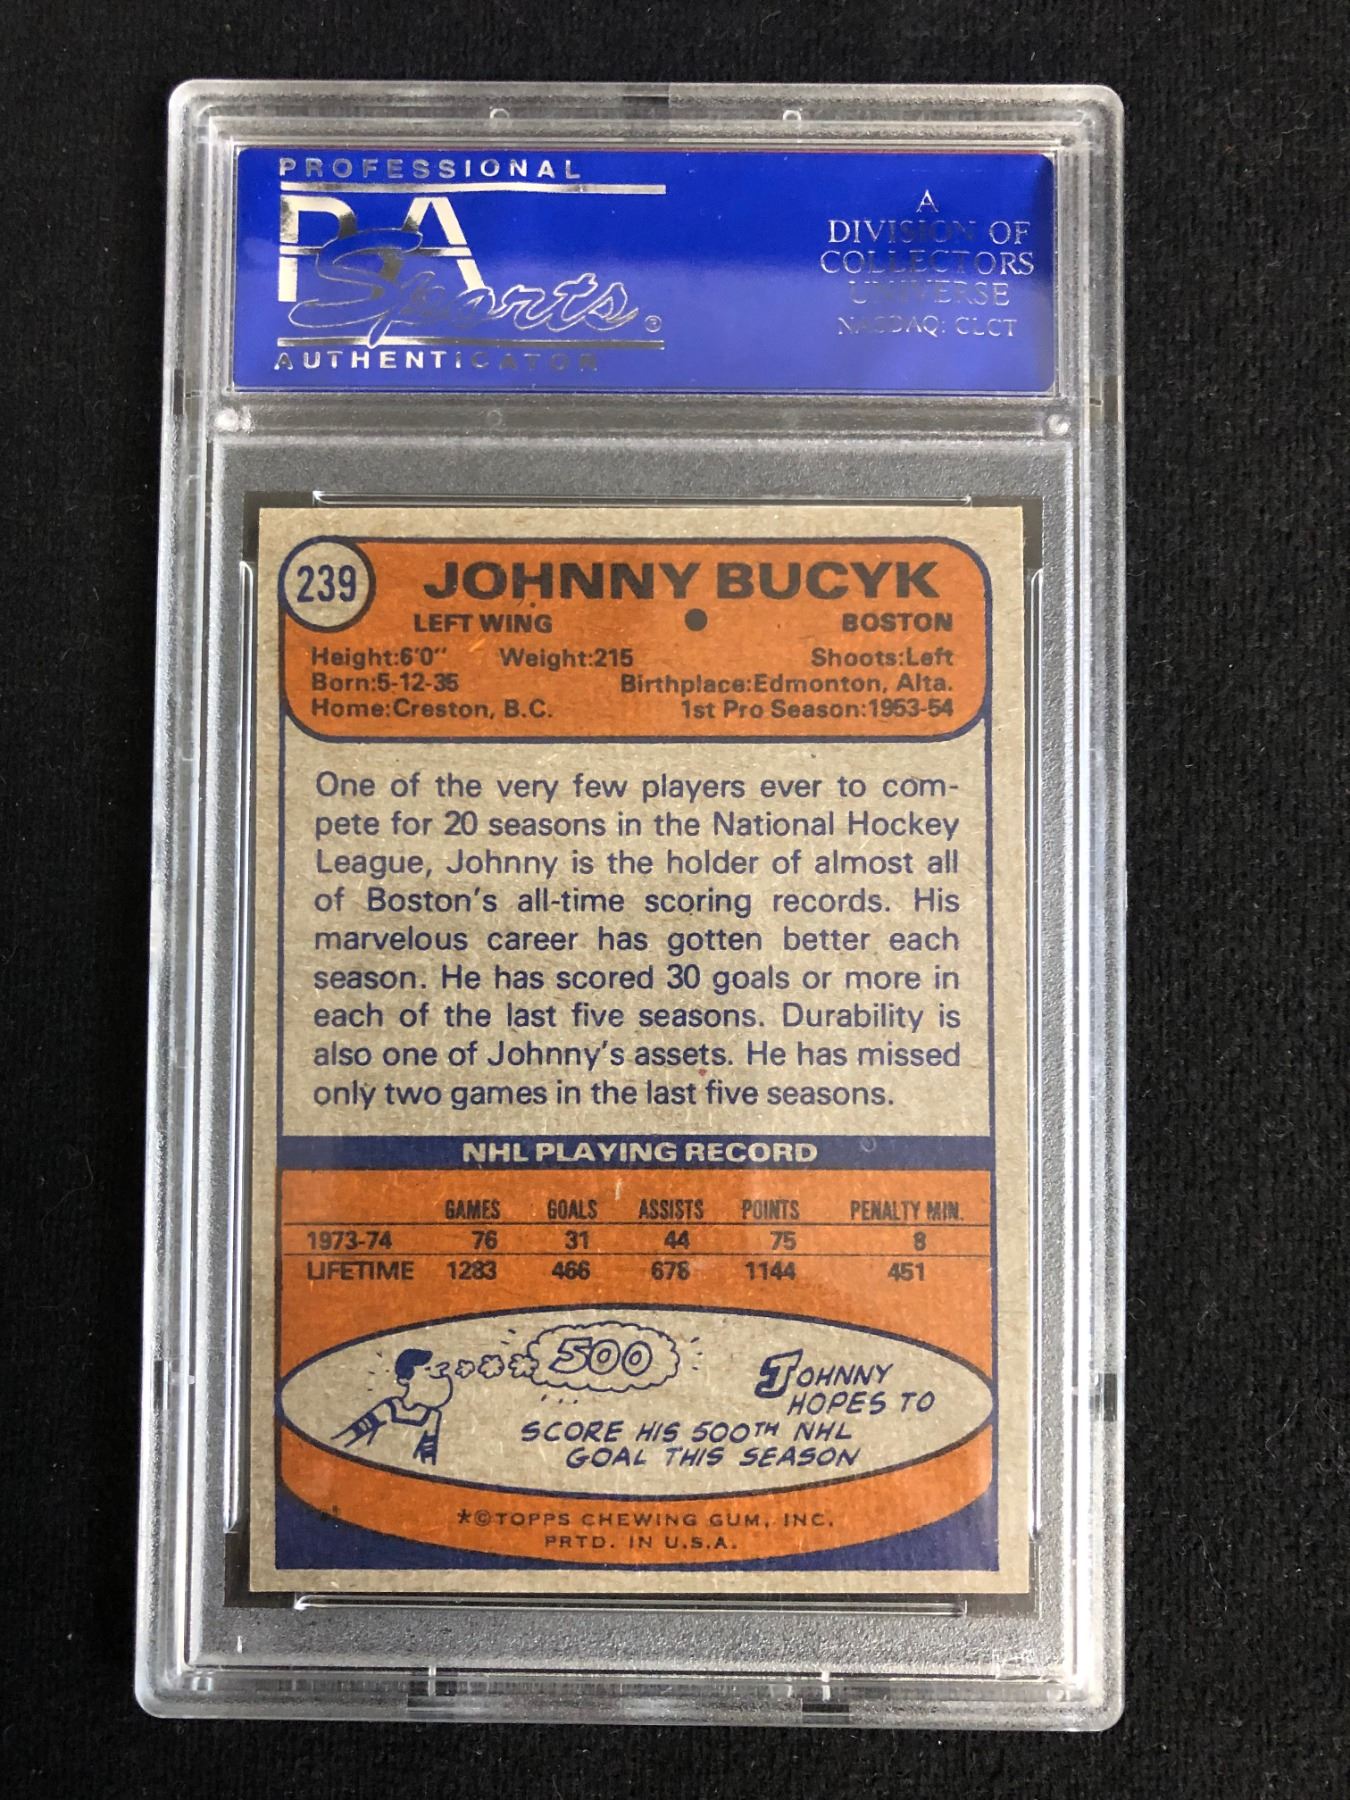 PROFESSIONAL
PSA
Sports ®
AUTHENTICATOR
A
DIVISION OF
COLLECTORS
UNIVERSE
NASDAQ: CLCT
239
JOHNNY BUCYK
LEFT WING ● BOSTON
Height:6'0" Weight:215 Shoots:Left
Born:5-12-35 Birthplace:Edmonton, Alta.
Home:Creston, B.C. 1st Pro Season:1953-54
One of the very few players ever to com-
pete for 20 seasons in the National Hockey
League, Johnny is the holder of almost all
of Boston's all-time scoring records. His
marvelous career has gotten better each
season. He has scored 30 goals or more in
each of the last five seasons. Durability is
also one of Johnny's assets. He has missed
only two games in the last five seasons.
NHL PLAYING RECORD
GAMES GOALS ASSISTS POINTS PENALTY MIN.
1973-74 76 31 44 75 8
LIFETIME 1283 466 678 1144 451
500
JOHNNY
HOPES TO
SCORE HIS 500TH NHL
GOAL THIS SEASON
*©TOPPS CHEWING GUM, INC.
PRTD. IN U.S.A.